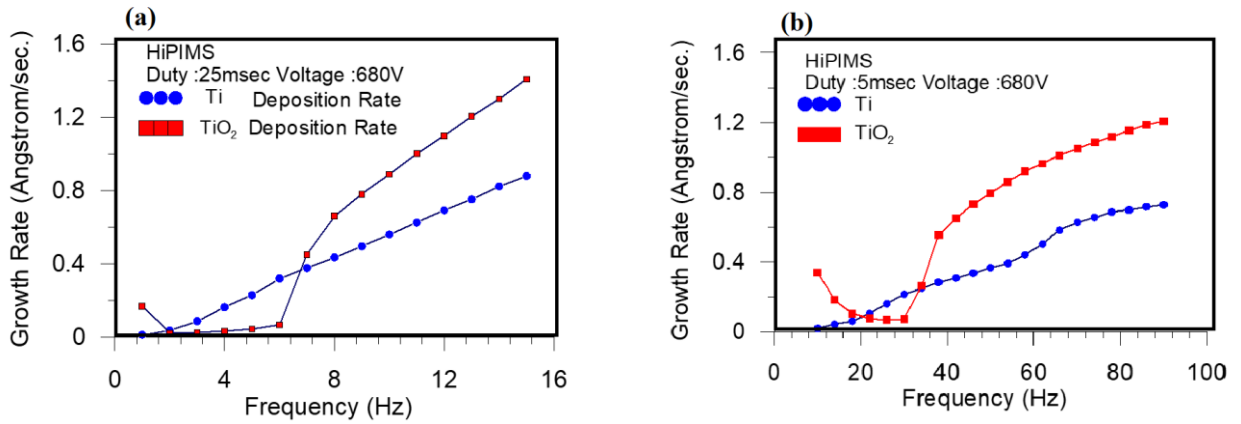 (a)
Growth Rate (Angstrom/sec.)
1.6
1.2
0.8
0.4
0
HiPIMS
Duty :25msec Voltage :680V
Ti Deposition Rate
TiO₂ Deposition Rate
0 4 8 12 16
Frequency (Hz)
(b)
Growth Rate (Angstrom/sec.)
1.6
1.2
0.8
0.4
0
HiPIMS
Duty :5msec Voltage :680V
Ti
TiO₂
0 20 40 60 80 100
Frequency (Hz)